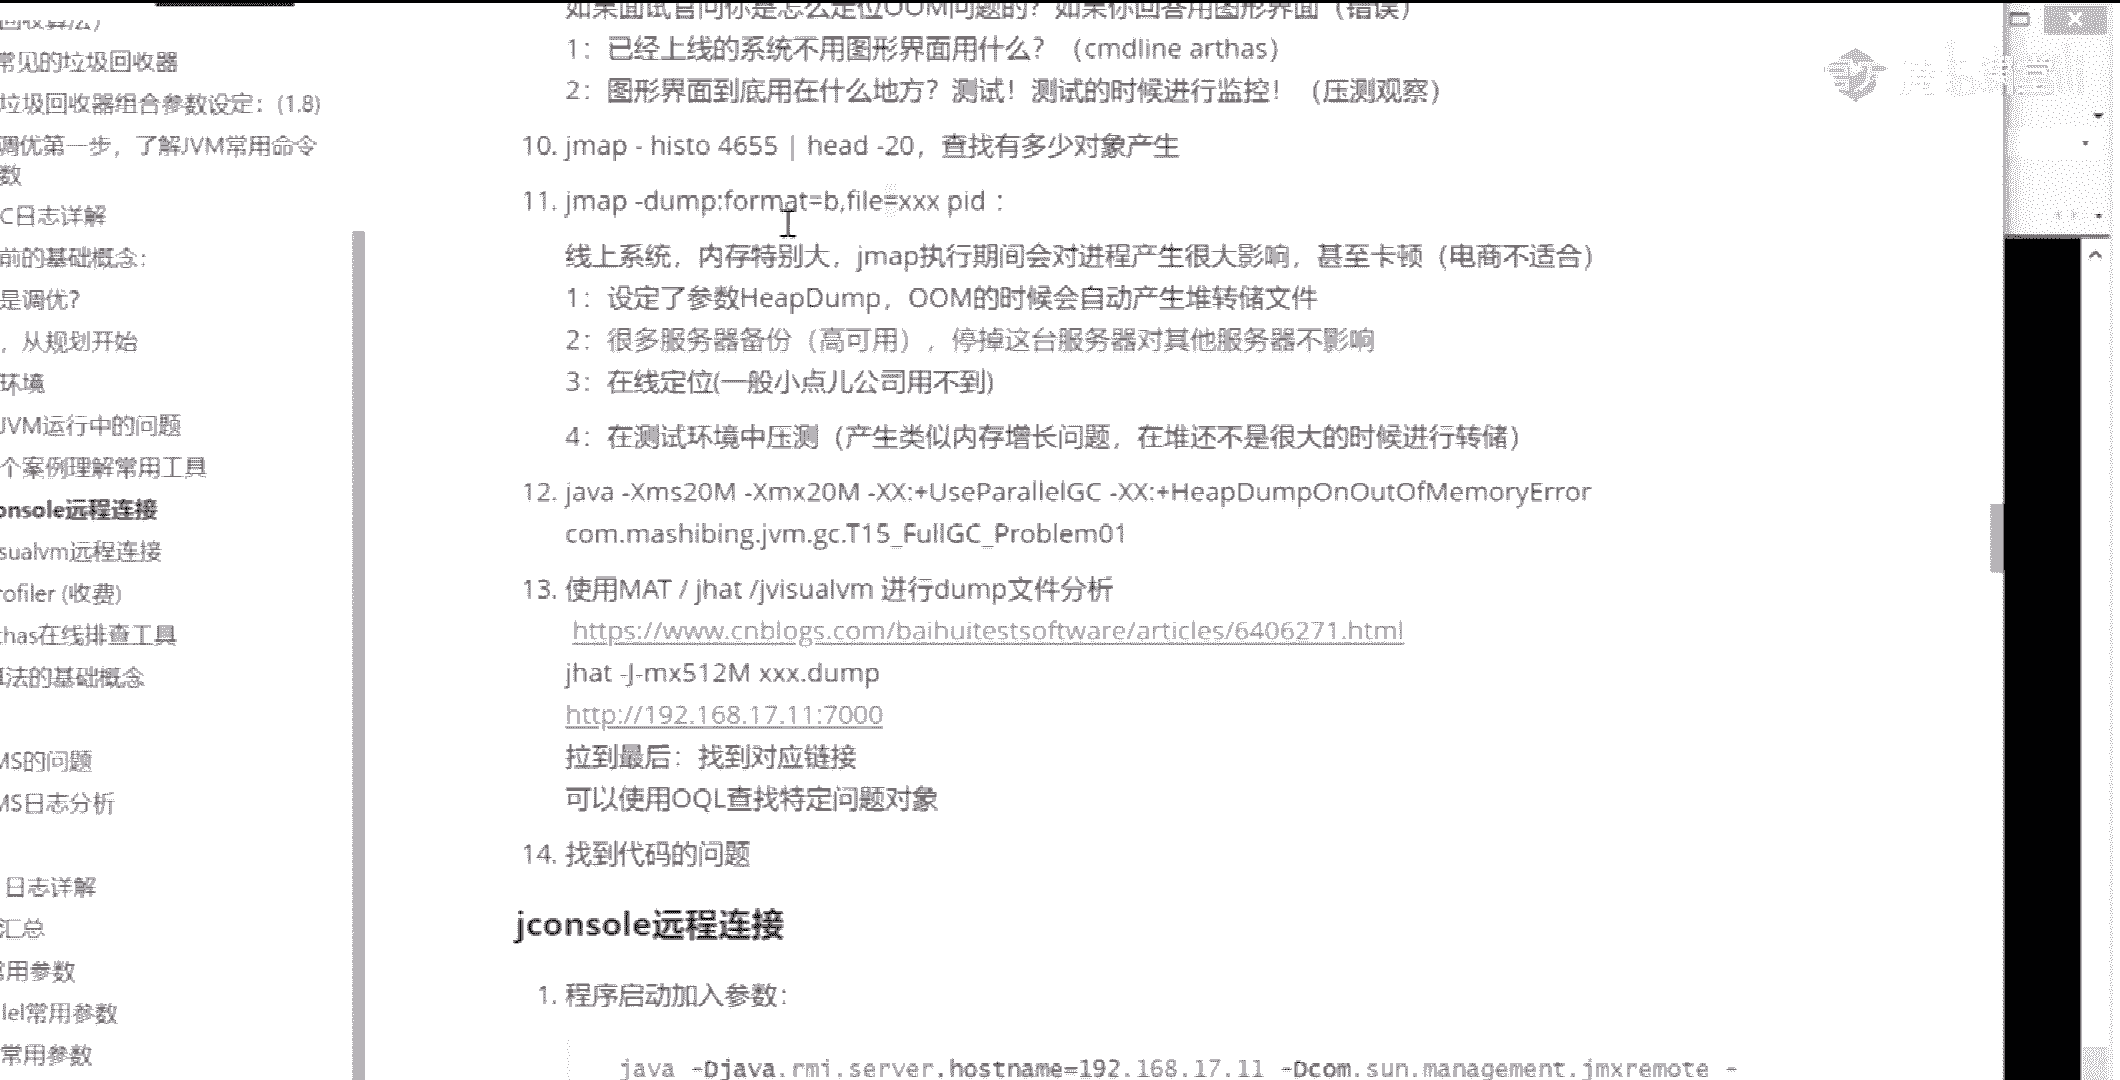 回收算法）
常见的垃圾回收器
垃圾回收器组合参数设定：(1.8)
调优第一步，了解JVM常用命令
数
C日志详解
前的基础概念：
是调优？
，从规划开始
环境
JVM运行中的问题
个案例理解常用工具
onsole远程连接
sualvm远程连接
rofiler (收费)
thas在线排查工具
算法的基础概念
MS的问题
MS日志分析
日志详解
汇总
常用参数
llel常用参数
常用参数
如果面试官问你是怎么定位OOM问题的？如果你回答用图形界面（错误）
1：已经上线的系统不用图形界面用什么？（cmdline arthas）
2：图形界面到底用在什么地方？测试！测试的时候进行监控！（压测观察）
10. jmap - histo 4655 | head -20，查找有多少对象产生
11. jmap -dump:format=b,file=xxx pid ：
线上系统，内存特别大，jmap执行期间会对进程产生很大影响，甚至卡顿（电商不适合）
1：设定了参数HeapDump，OOM的时候会自动产生堆转储文件
2：很多服务器备份（高可用），停掉这台服务器对其他服务器不影响
3：在线定位(一般小点儿公司用不到)
4：在测试环境中压测（产生类似内存增长问题，在堆还不是很大的时候进行转储）
12. java -Xms20M -Xmx20M -XX:+UseParallelGC -XX:+HeapDumpOnOutOfMemoryError
com.mashibing.jvm.gc.T15_FullGC_Problem01
13. 使用MAT / jhat /jvisualvm 进行dump文件分析
https://www.cnblogs.com/baihuitestsoftware/articles/6406271.html
jhat -J-mx512M xxx.dump
http://192.168.17.11:7000
拉到最后：找到对应链接
可以使用OQL查找特定问题对象
14. 找到代码的问题
jconsole远程连接
1. 程序启动加入参数：
java -Djava.rmi.server.hostname=192.168.17.11 -Dcom.sun.management.jmxremote -